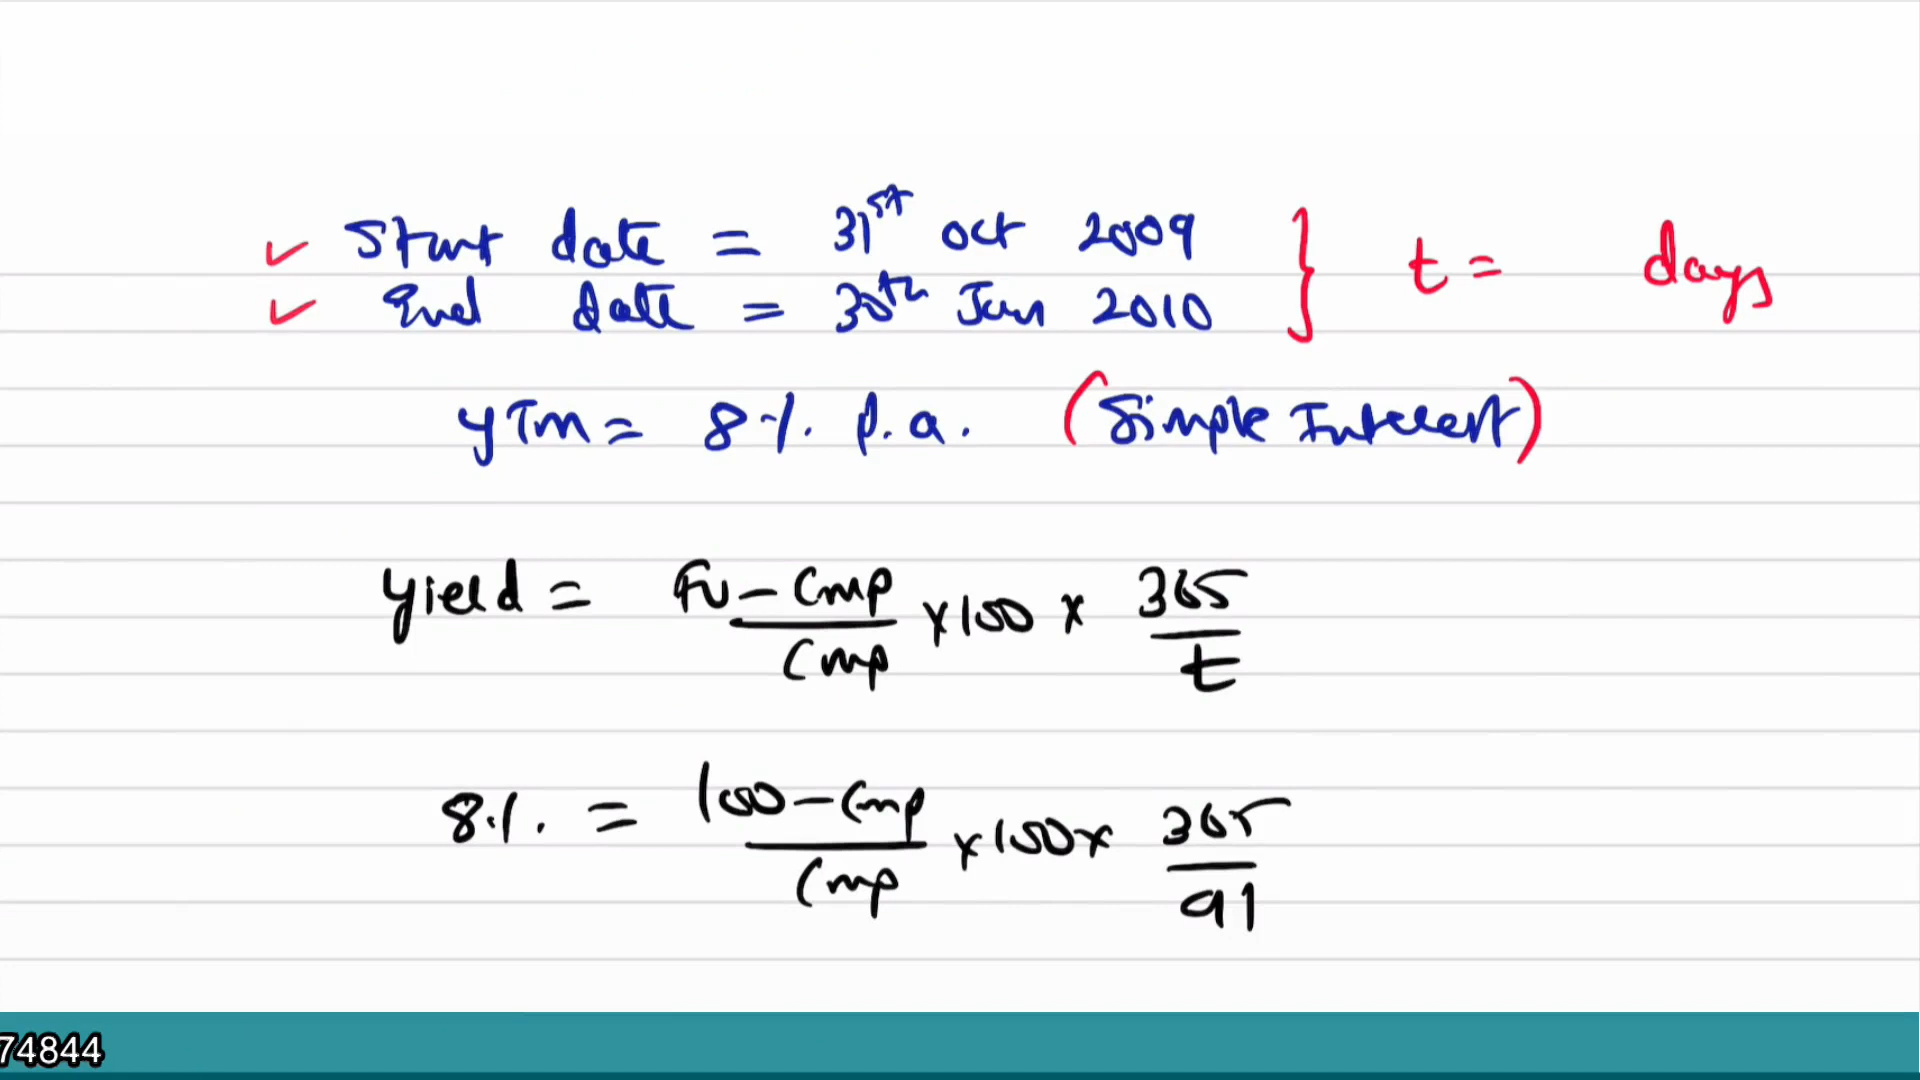 ✓ Start date = 31st oct 2009 } t = days
✓ End date = 30th Jan 2010
YTM = 8% P.a. (Simple Interest)
Yield = FV - CMP / CMP × 100 × 365 / t
8% = 100 - CMP / CMP × 100 × 365 / 91
74844